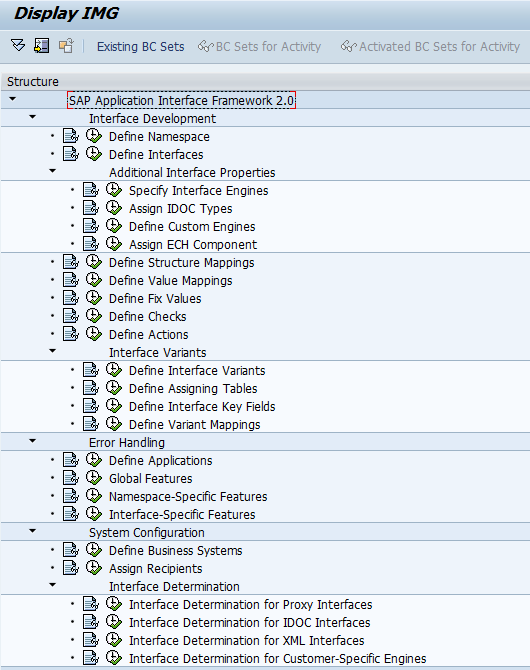 Display IMG
Existing BC Sets BC Sets for Activity Activated BC Sets for Activity
Structure
SAP Application Interface Framework 2.0
Interface Development
Define Namespace
Define Interfaces
Additional Interface Properties
Specify Interface Engines
Assign IDOC Types
Define Custom Engines
Assign ECH Component
Define Structure Mappings
Define Value Mappings
Define Fix Values
Define Checks
Define Actions
Interface Variants
Define Interface Variants
Define Assigning Tables
Define Interface Key Fields
Define Variant Mappings
Error Handling
Define Applications
Global Features
Namespace-Specific Features
Interface-Specific Features
System Configuration
Define Business Systems
Assign Recipients
Interface Determination
Interface Determination for Proxy Interfaces
Interface Determination for IDOC Interfaces
Interface Determination for XML Interfaces
Interface Determination for Customer-Specific Engines